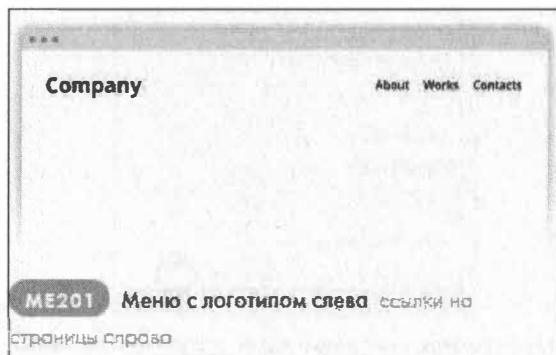 Company
About Works Contacts
ME201 Меню с логотипом слева ссылки на
страницы справа